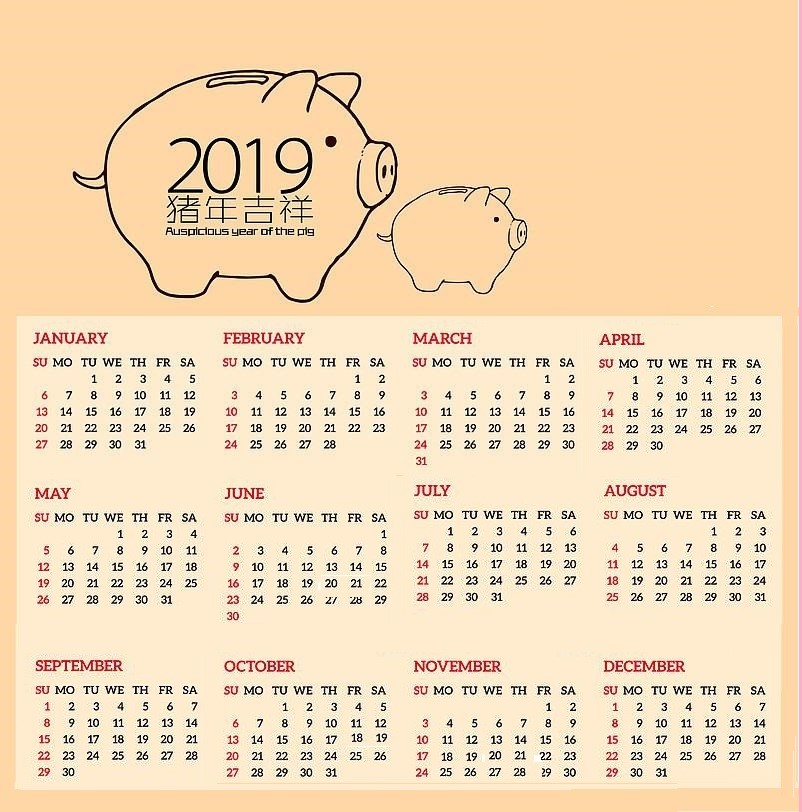 2019
猪年吉祥
Auspicious year of the pig
JANUARY FEBRUARY MARCH APRIL
SU MO TU WE TH FR SA SU MO TU WE TH FR SA SU MO TU WE TH FR SA SU MO TU WE TH FR SA
1 2 3 4 5 1 2 1 2 1 2 3 4 5 6
6 7 8 9 10 11 12 3 4 5 6 7 8 9 3 4 5 6 7 8 9 7 8 9 10 11 12 13
13 14 15 16 17 18 19 10 11 12 13 14 15 16 10 11 12 13 14 15 16 14 15 16 17 18 19 20
20 21 22 23 24 25 26 17 18 19 20 21 22 23 17 18 19 20 21 22 23 21 22 23 24 25 26 27
27 28 29 30 31 24 25 26 27 28 24 25 26 27 28 29 30 28 29 30
31
MAY JUNE JULY AUGUST
SU MO TU WE TH FR SA SU MO TU WE TH FR SA SU MO TU WE TH FR SA SU MO TU WE TH FR SA
1 2 3 4 1 1 2 3 4 5 6 1 2 3
5 6 7 8 9 10 11 2 3 4 5 6 7 8 7 8 9 10 11 12 13 4 5 6 7 8 9 10
12 13 14 15 16 17 18 9 10 11 12 13 14 15 14 15 16 17 18 19 20 11 12 13 14 15 16 17
19 20 21 22 23 24 25 16 17 18 19 20 21 22 21 22 23 24 25 26 27 18 19 20 21 22 23 24
26 27 28 29 30 31 23 24 25 26 27 28 29 28 29 30 31 25 26 27 28 29 30 31
30
SEPTEMBER OCTOBER NOVEMBER DECEMBER
SU MO TU WE TH FR SA SU MO TU WE TH FR SA SU MO TU WE TH FR SA SU MO TU WE TH FR SA
1 2 3 4 5 6 7 1 2 3 4 5 1 2 1 2 3 4 5 6 7
8 9 10 11 12 13 14 6 7 8 9 10 11 12 3 4 5 6 7 8 9 8 9 10 11 12 13 14
15 16 17 18 19 20 21 13 14 15 16 17 18 19 10 11 12 13 14 15 16 15 16 17 18 19 20 21
22 23 24 25 26 27 28 20 21 22 23 24 25 26 17 18 19 20 21 22 23 22 23 24 25 26 27 28
29 30 27 28 29 30 31 24 25 26 27 28 29 30 29 30 31